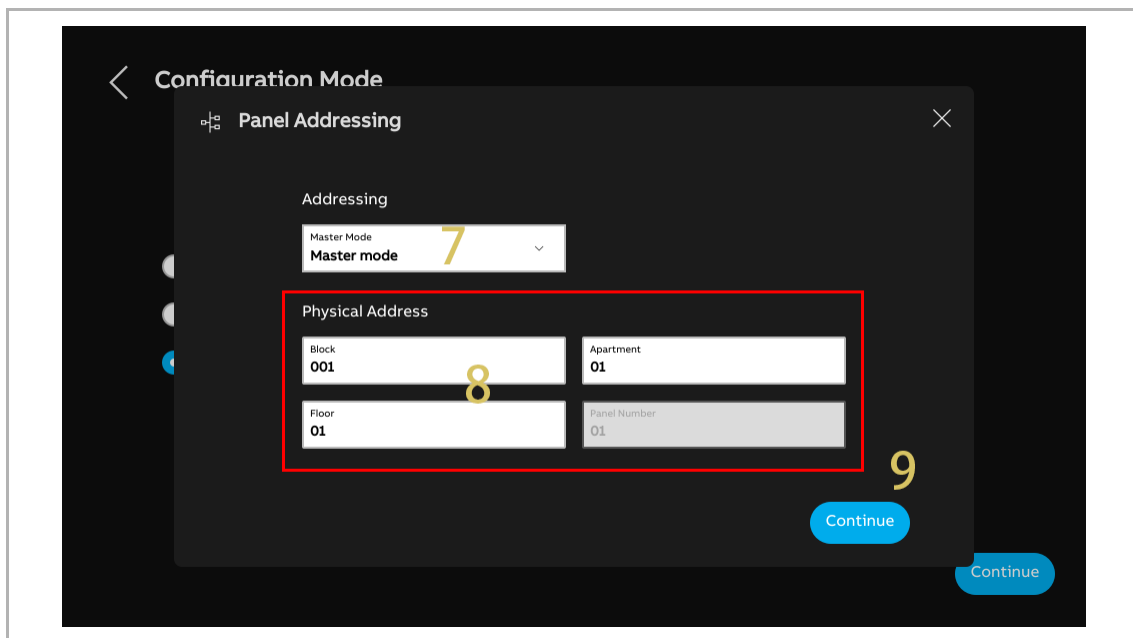 Configuration Mode
Panel Addressing
Addressing
Master Mode
Master mode
7
Physical Address
Block
001
Apartment
01
8
Floor
01
Panel Number
01
9
Continue
Continue